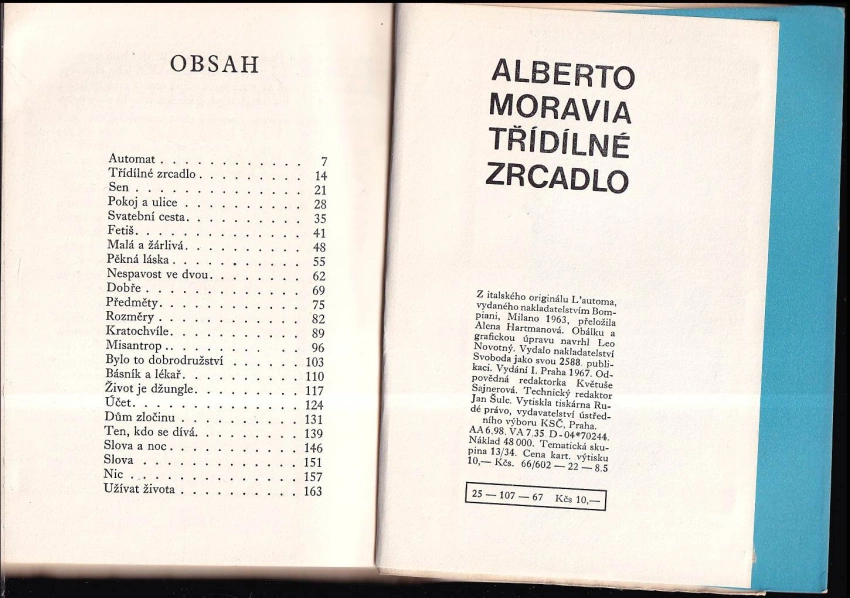 OBSAH
Automat . . . . . . . . . . . . 7
Třídílné zrcadlo . . . . . . . . . 14
Sen . . . . . . . . . . . . . 21
Pokoj a ulice . . . . . . . . . . 28
Svatební cesta . . . . . . . . . . 35
Fetiš . . . . . . . . . . . . . 41
Malá a žárlivá . . . . . . . . . . 48
Pěkná láska . . . . . . . . . . . 55
Nespavost ve dvou . . . . . . . . 62
Dobře . . . . . . . . . . . . 69
Předměty . . . . . . . . . . . . 75
Rozměry . . . . . . . . . . . . 82
Kratochvíle . . . . . . . . . . . 89
Misantrop . . . . . . . . . . . 96
Bylo to dobrodružství . . . . . . 103
Básník a lékař . . . . . . . . . . 110
Život je džungle . . . . . . . . . 117
Účet . . . . . . . . . . . . . 124
Dům zločinu . . . . . . . . . . 131
Ten, kdo se dívá . . . . . . . . . 139
Slova a noc . . . . . . . . . . . 146
Slova . . . . . . . . . . . . 151
Nic . . . . . . . . . . . . . 157
Užívat života . . . . . . . . . . 163
ALBERTO
MORAVIA
TŘÍDÍLNÉ
ZRCADLO
Z italského originálu L'automa,
vydaného nakladatelstvím Bom-
piani, Milano 1963, přeložila
Alena Hartmanová. Obálku a
grafickou úpravu navrhl Leo
Novotný. Vydalo nakladatelství
Svoboda jako svou 2588. publi-
kaci. Vydání I. Praha 1967. Od-
povědná redaktorka Květuše
Sajnerová. Technický redaktor
Jan Šulc. Vytiskla tiskárna Ru-
dé právo, vydavatelství ústřed-
ního výboru KSČ, Praha.
AA 6.98. VA 7.35 D - 04*70244.
Náklad 48 000. Tematická sku-
pina 13/34. Cena kart. výtisku
10,— Kčs. 66/602 — 22 — 8.5
25 — 107 — 67 Kčs 10,—